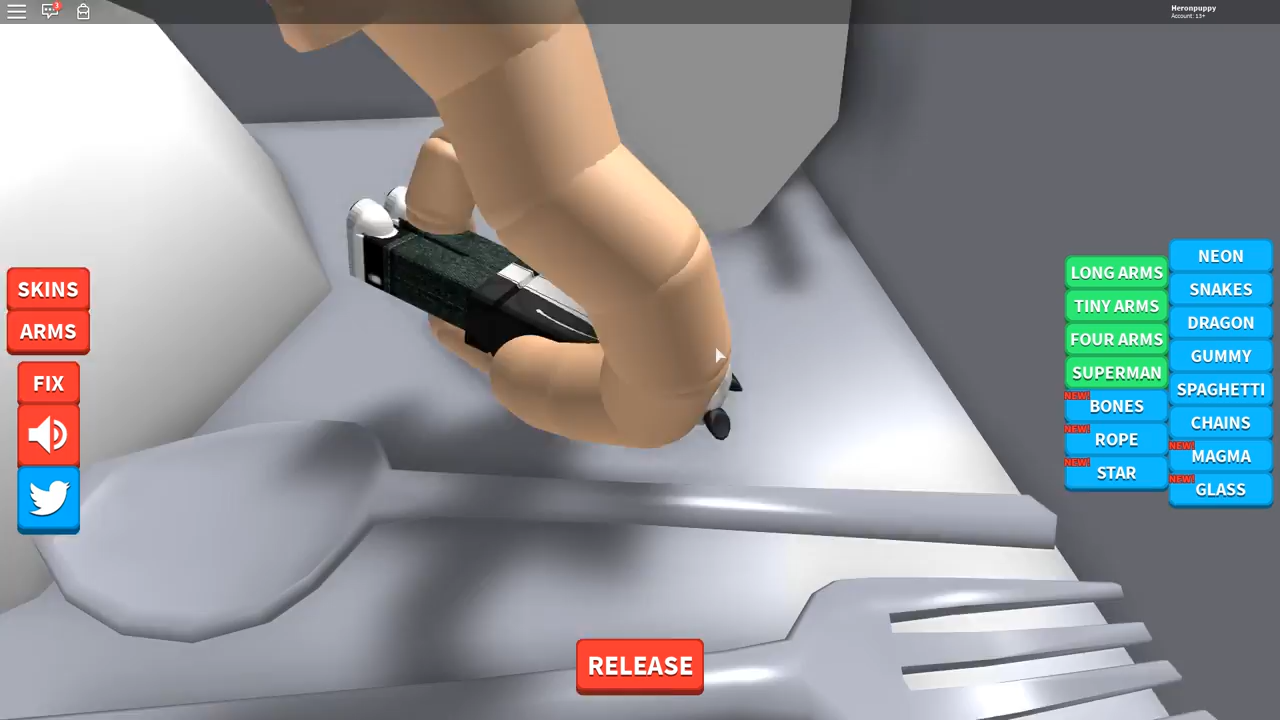 3
Heronpuppy
Account: 13+
SKINS
ARMS
FIX
LONG ARMS
TINY ARMS
FOUR ARMS
SUPERMAN
NEW!
BONES
NEW!
ROPE
NEW!
STAR
NEON
SNAKES
DRAGON
GUMMY
SPAGHETTI
CHAINS
NEW!
MAGMA
NEW!
GLASS
RELEASE